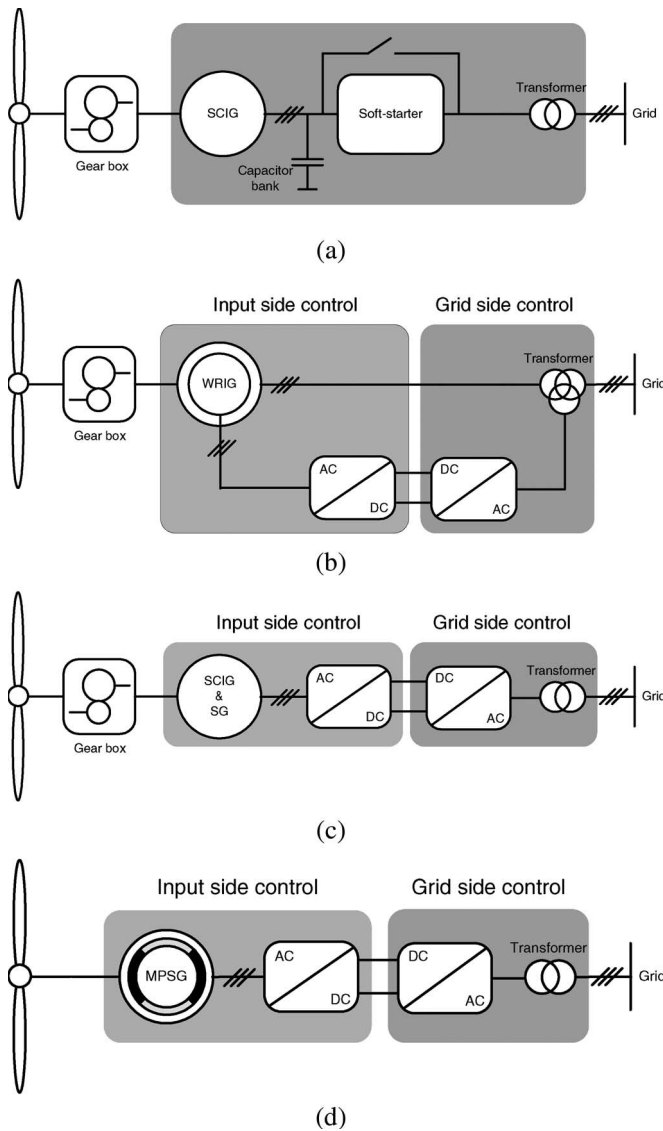 Transformer
SCIG
Soft-starter
Grid
Gear box
Capacitor
bank
(a)
Input side control
Grid side control
Transformer
WRIG
Grid
Gear box
AC
DC
DC
AC
(b)
Input side control
Grid side control
Transformer
SCIG
&
SG
AC
DC
DC
AC
Grid
Gear box
(c)
Input side control
Grid side control
Transformer
MPSG
AC
DC
DC
AC
Grid
(d)